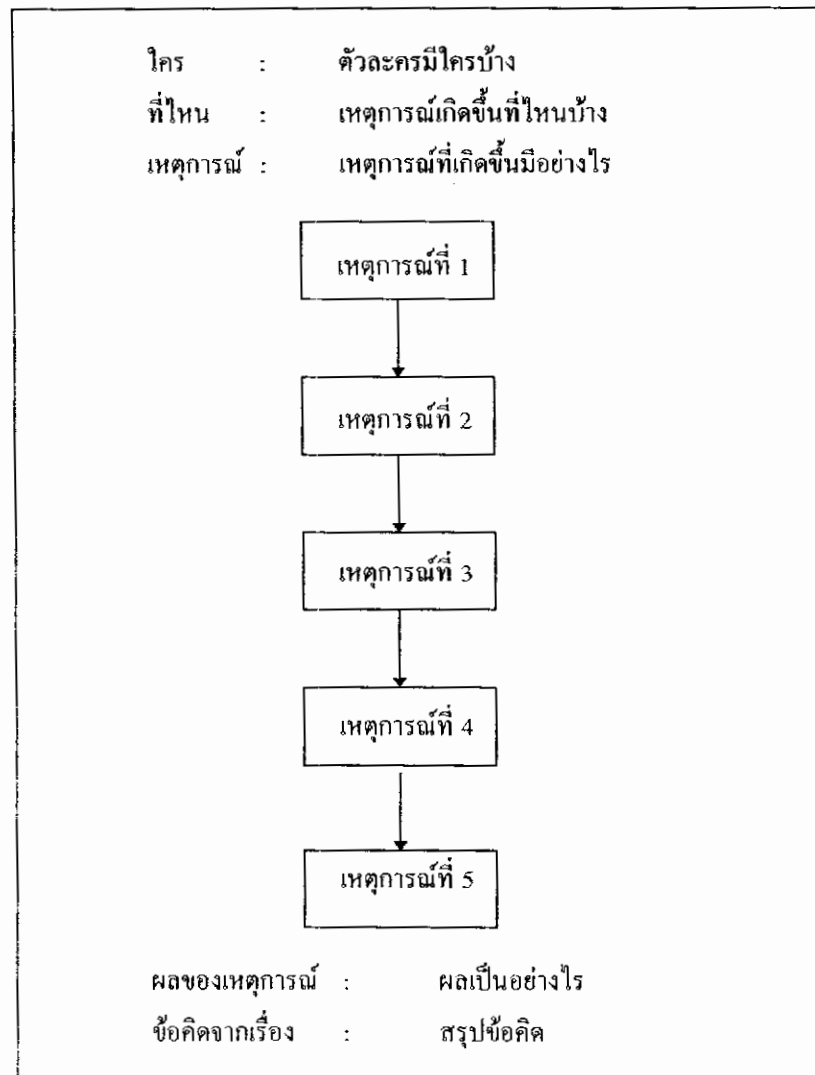 ใคร : ตัวละครมีใครบ้าง
ที่ไหน : เหตุการณ์เกิดขึ้นที่ไหนบ้าง
เหตุการณ์ : เหตุการณ์ที่เกิดขึ้นมีอย่างไร
เหตุการณ์ที่ 1
เหตุการณ์ที่ 2
เหตุการณ์ที่ 3
เหตุการณ์ที่ 4
เหตุการณ์ที่ 5
ผลของเหตุการณ์ : ผลเป็นอย่างไร
ข้อคิดจากเรื่อง : สรุปข้อคิด